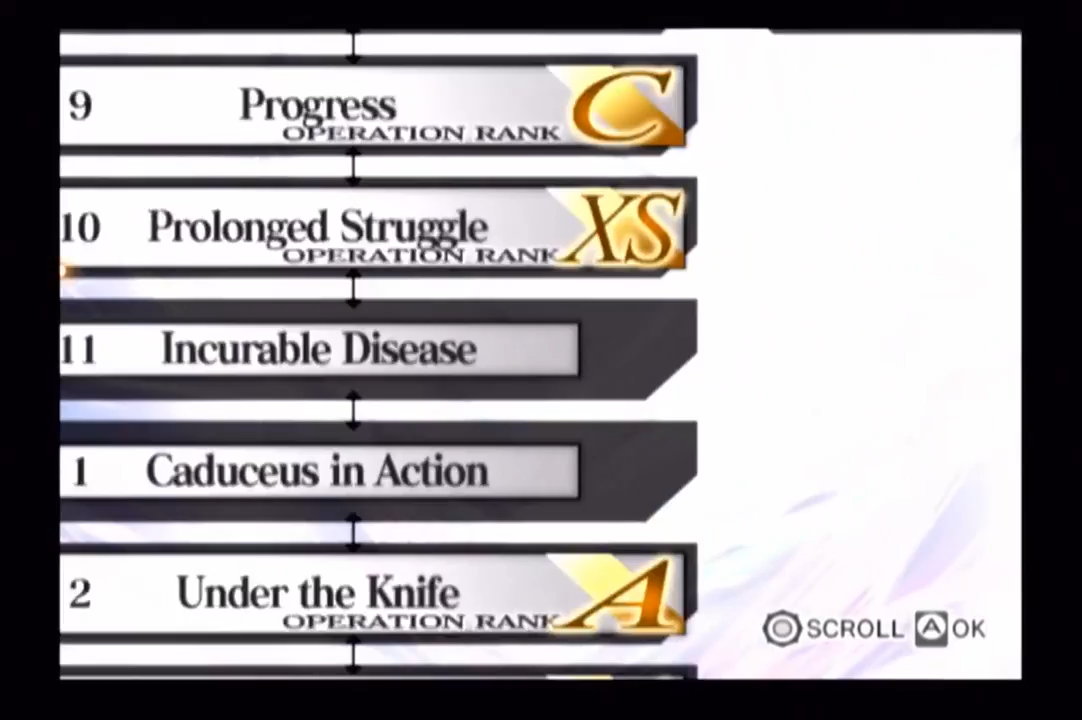 9 Progress C
OPERATION RANK
10 Prolonged Struggle XS
OPERATION RANK
11 Incurable Disease
1 Caduceus in Action
2 Under the Knife A
OPERATION RANK
SCROLL A OK